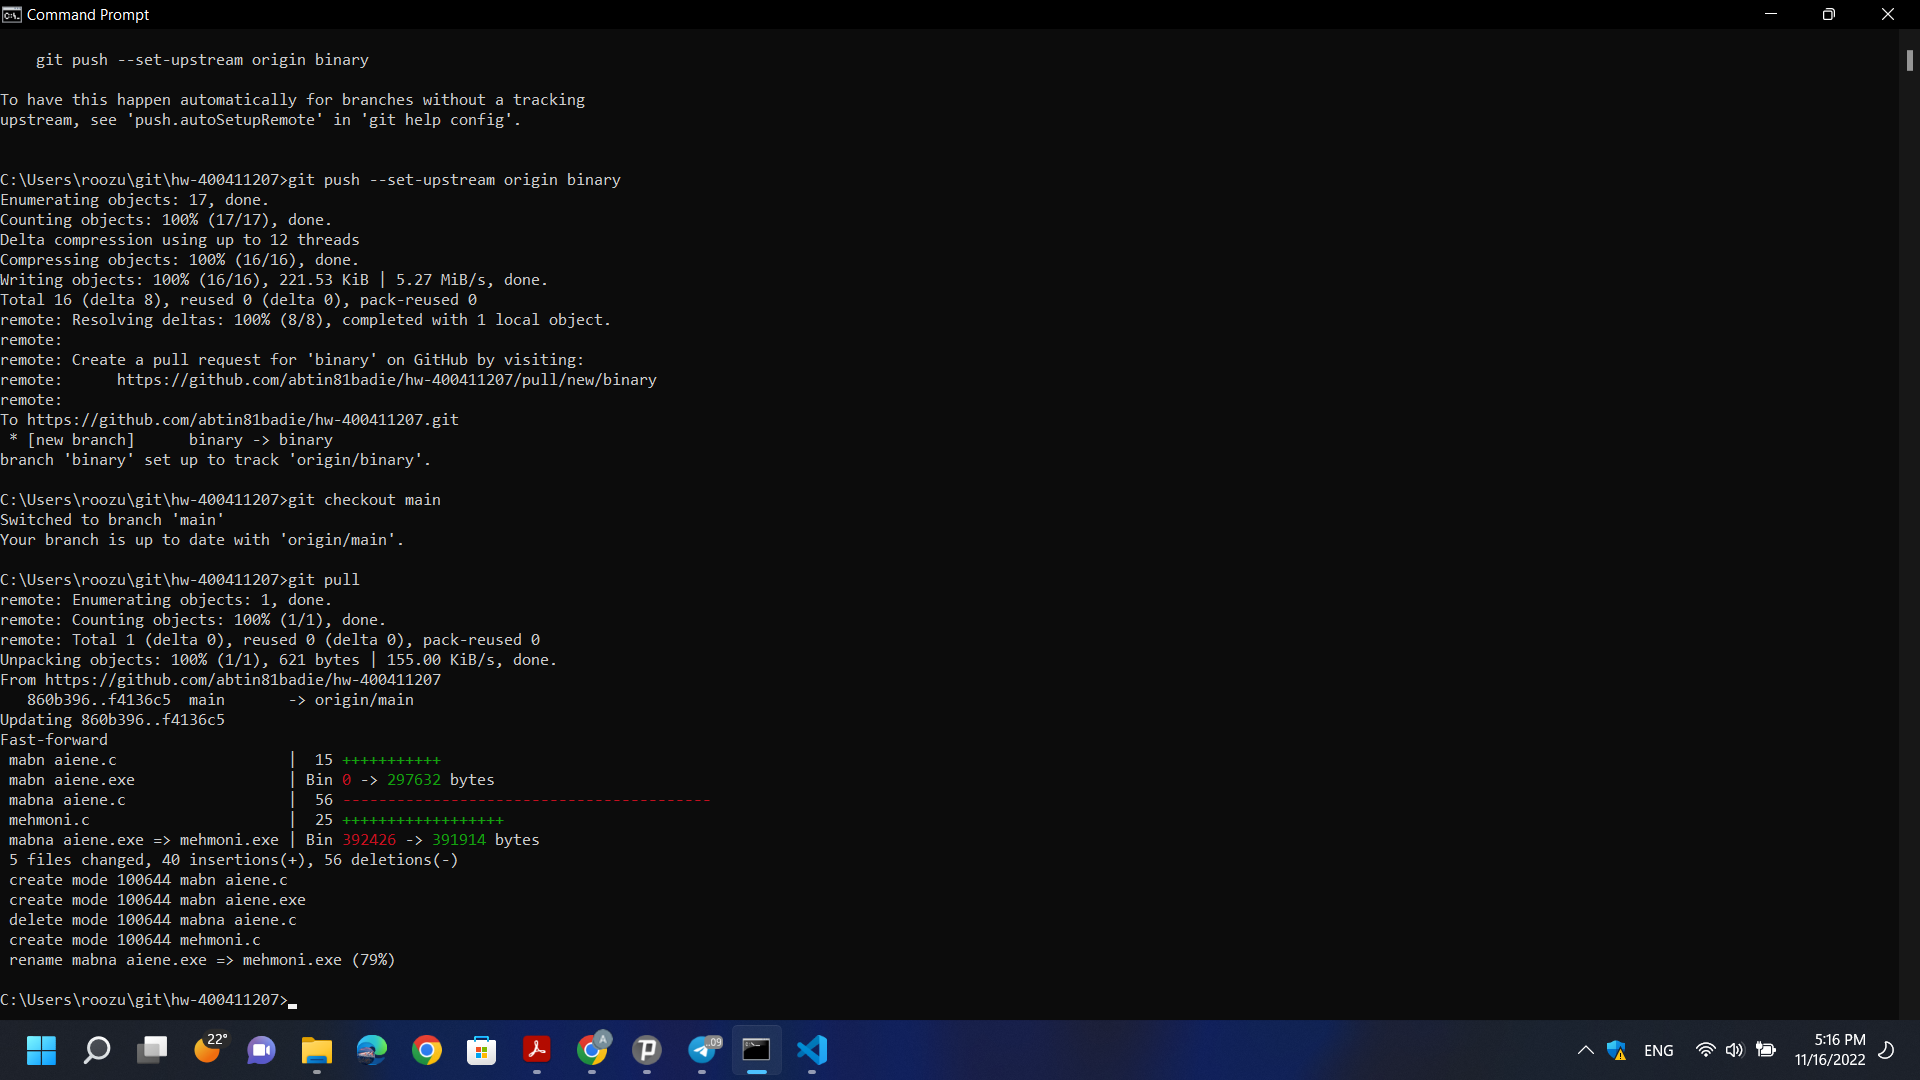 Command Prompt
git push --set-upstream origin binary
To have this happen automatically for branches without a tracking
upstream, see 'push.autoSetupRemote' in 'git help config'.
C:\Users\roozu\git\hw-400411207>git push --set-upstream origin binary
Enumerating objects: 17, done.
Counting objects: 100% (17/17), done.
Delta compression using up to 12 threads
Compressing objects: 100% (16/16), done.
Writing objects: 100% (16/16), 221.53 KiB | 5.27 MiB/s, done.
Total 16 (delta 8), reused 0 (delta 0), pack-reused 0
remote: Resolving deltas: 100% (8/8), completed with 1 local object.
remote:
remote: Create a pull request for 'binary' on GitHub by visiting:
remote:      https://github.com/abtin81badie/hw-400411207/pull/new/binary
remote:
To https://github.com/abtin81badie/hw-400411207.git
 * [new branch]      binary -> binary
branch 'binary' set up to track 'origin/binary'.
C:\Users\roozu\git\hw-400411207>git checkout main
Switched to branch 'main'
Your branch is up to date with 'origin/main'.
C:\Users\roozu\git\hw-400411207>git pull
remote: Enumerating objects: 1, done.
remote: Counting objects: 100% (1/1), done.
remote: Total 1 (delta 0), reused 0 (delta 0), pack-reused 0
Unpacking objects: 100% (1/1), 621 bytes | 155.00 KiB/s, done.
From https://github.com/abtin81badie/hw-400411207
   860b396..f4136c5  main       -> origin/main
Updating 860b396..f4136c5
Fast-forward
 mabn aiene.c                   |  15 +++++++++++
 mabn aiene.exe                 | Bin 0 -> 297632 bytes
 mabna aiene.c                  |  56 -----------------------------------------
 mehmoni.c                      |  25 ++++++++++++++++++
 mabna aiene.exe => mehmoni.exe | Bin 392426 -> 391914 bytes
 5 files changed, 40 insertions(+), 56 deletions(-)
 create mode 100644 mabn aiene.c
 create mode 100644 mabn aiene.exe
 delete mode 100644 mabna aiene.c
 create mode 100644 mehmoni.c
 rename mabna aiene.exe => mehmoni.exe (79%)
C:\Users\roozu\git\hw-400411207>
22°
A
..09
ENG
5:16 PM
11/16/2022